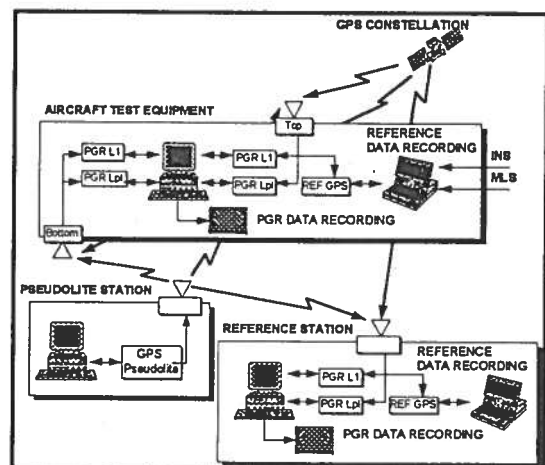 GPS CONSTELLATION
AIRCRAFT TEST EQUIPMENT
Top
REFERENCE
DATA RECORDING
PGR L1
PGR L1
INS
PGR Lpl
PGR Lpl
REF GPS
MLS
PGR DATA RECORDING
Bottom
PSEUDOLITE STATION
REFERENCE STATION
GPS
Pseudolite
REFERENCE
DATA RECORDING
PGR L1
PGR Lpl
REF GPS
PGR DATA RECORDING